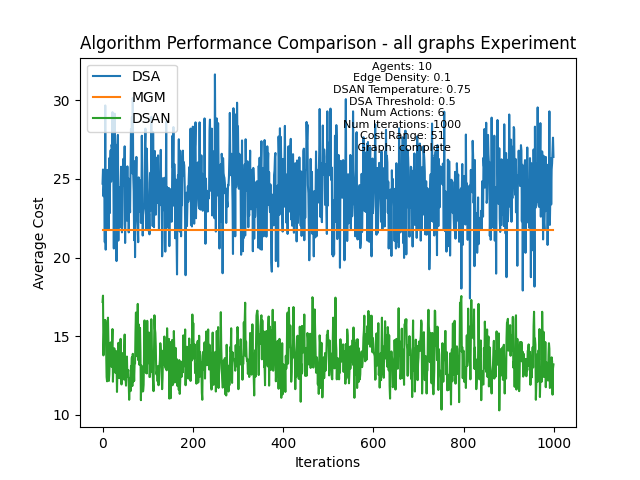 Algorithm Performance Comparison - all graphs Experiment
DSA
MGM
DSAN
Agents: 10
Edge Density: 0.1
DSAN Temperature: 0.75
DSA Threshold: 0.5
Num Actions: 6
Num Iterations: 1000
Cost Range: 51
Graph: complete
Average Cost
30
25
20
15
10
0
200
400
600
800
1000
Iterations